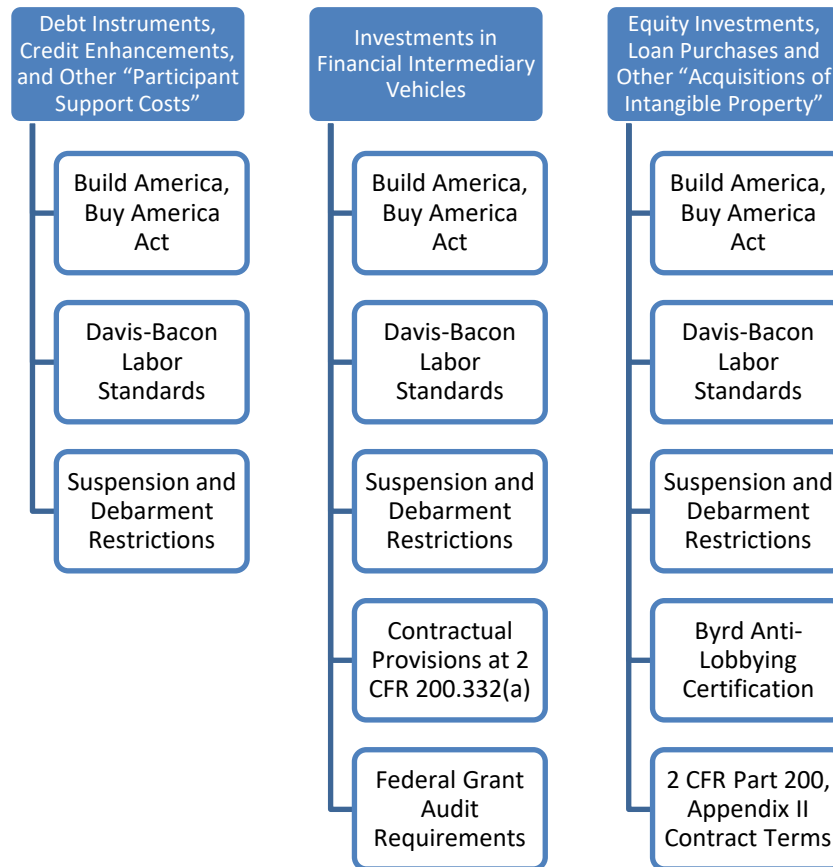 Debt Instruments,
Credit Enhancements,
and Other “Participant
Support Costs”
Build America,
Buy America
Act
Davis-Bacon
Labor
Standards
Suspension and
Debarment
Restrictions
Investments in
Financial Intermediary
Vehicles
Build America,
Buy America
Act
Davis-Bacon
Labor
Standards
Suspension and
Debarment
Restrictions
Contractual
Provisions at 2
CFR 200.332(a)
Federal Grant
Audit
Requirements
Equity Investments,
Loan Purchases and
Other “Acquisitions of
Intangible Property”
Build America,
Buy America
Act
Davis-Bacon
Labor
Standards
Suspension and
Debarment
Restrictions
Byrd Anti-
Lobbying
Certification
2 CFR Part 200,
Appendix II
Contract Terms